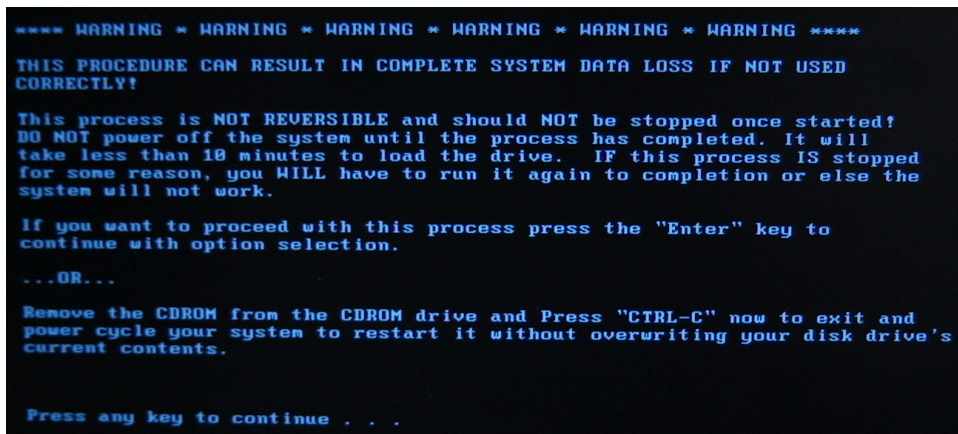 **** WARNING * WARNING * WARNING * WARNING * WARNING * WARNING ****
THIS PROCEDURE CAN RESULT IN COMPLETE SYSTEM DATA LOSS IF NOT USED
CORRECTLY!
This process is NOT REVERSIBLE and should NOT be stopped once started!
DO NOT power off the system until the process has completed. It will
take less than 10 minutes to load the drive. IF this process IS stopped
for some reason, you WILL have to run it again to completion or else the
system will not work.
If you want to proceed with this process press the "Enter" key to
continue with option selection.
...OR...
Remove the CDROM from the CDROM drive and Press "CTRL-C" now to exit and
power cycle your system to restart it without overwriting your disk drive's
current contents.
Press any key to continue . . .